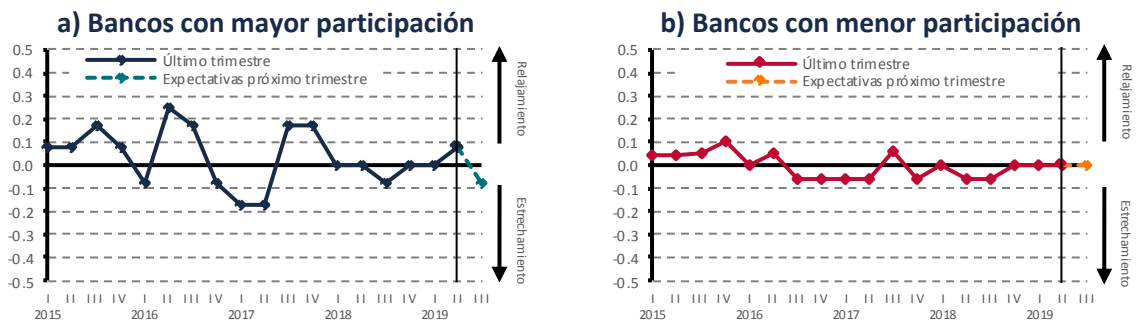 a) Bancos con mayor participación
0.5
0.4
0.3
0.2
0.1
0.0
-0.1
-0.2
-0.3
-0.4
-0.5
Último trimestre
Expectativas próximo trimestre
Relajamiento
Estrechamiento
I II III IV I II III IV I II III IV I II III IV I II III
2015 2016 2017 2018 2019
b) Bancos con menor participación
0.5
0.4
0.3
0.2
0.1
0.0
-0.1
-0.2
-0.3
-0.4
-0.5
Último trimestre
Expectativas próximo trimestre
Relajamiento
Estrechamiento
I II III IV I II III IV I II III IV I II III IV I II III
2015 2016 2017 2018 2019